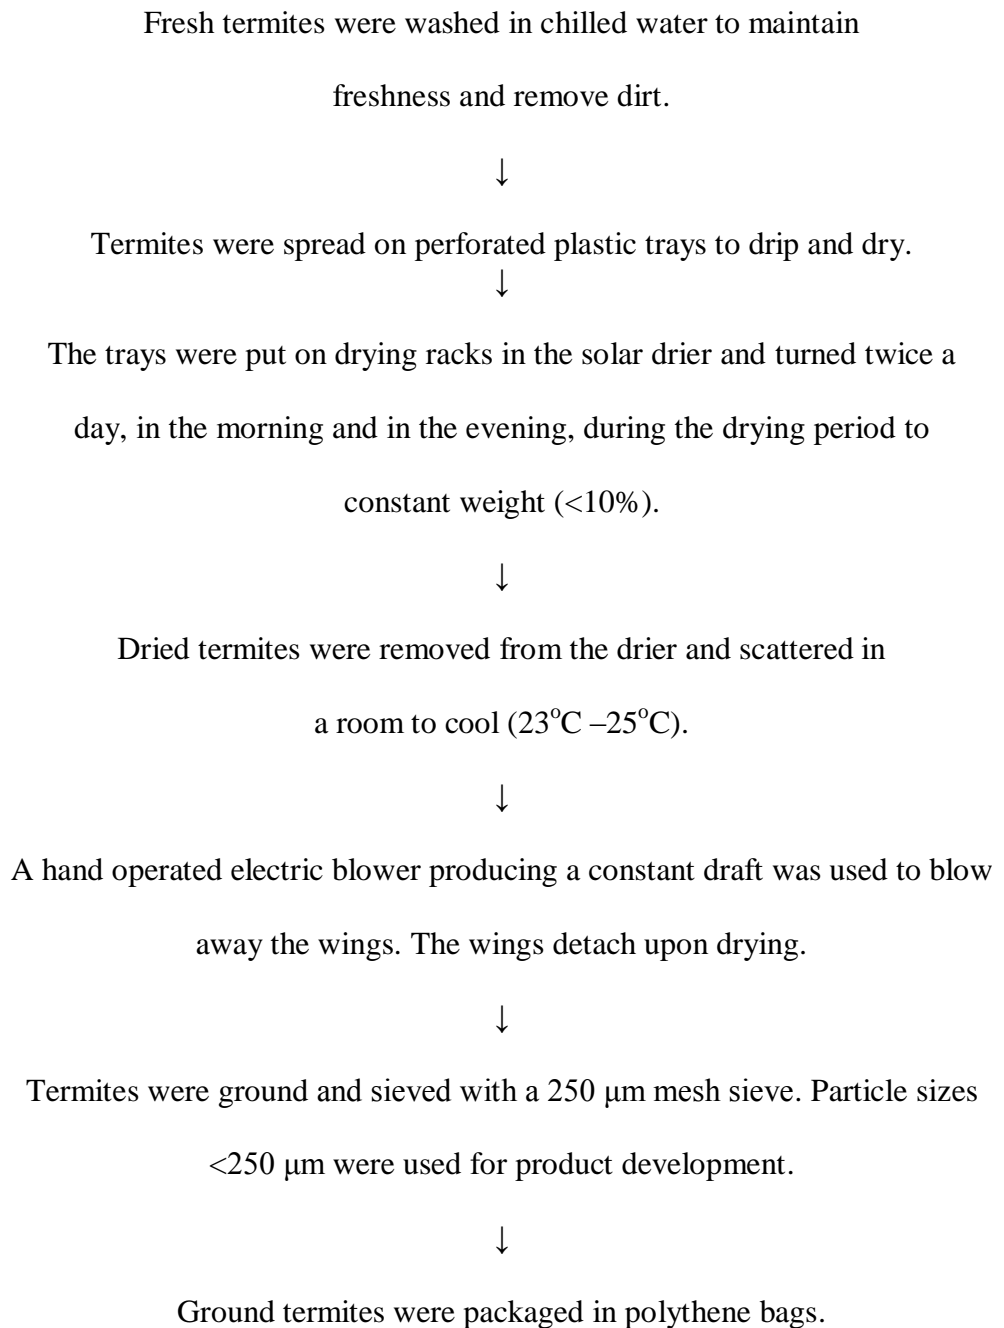 Fresh termites were washed in chilled water to maintain
freshness and remove dirt.
↓
Termites were spread on perforated plastic trays to drip and dry.
↓
The trays were put on drying racks in the solar drier and turned twice a
day, in the morning and in the evening, during the drying period to
constant weight (<10%).
↓
Dried termites were removed from the drier and scattered in
a room to cool (23°C –25°C).
↓
A hand operated electric blower producing a constant draft was used to blow
away the wings. The wings detach upon drying.
↓
Termites were ground and sieved with a 250 μm mesh sieve. Particle sizes
<250 μm were used for product development.
↓
Ground termites were packaged in polythene bags.